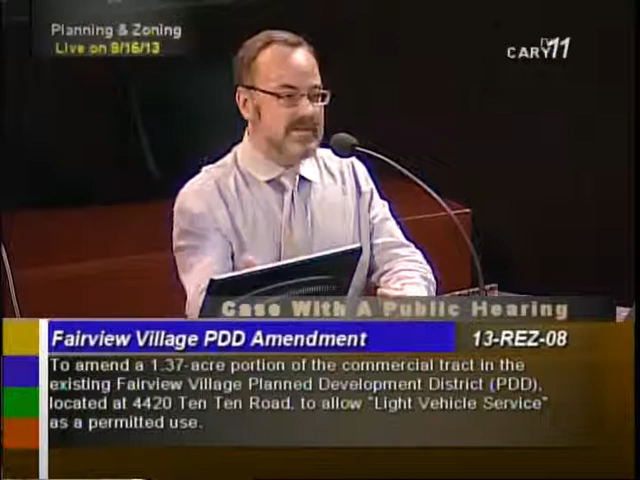 Planning & Zoning
Live on 9/16/13
CARY TV 11
Case With A Public Hearing
Fairview Village PDD Amendment 13-REZ-08
To amend a 1.37-acre portion of the commercial tract in the
existing Fairview Village Planned Development District (PDD),
located at 4420 Ten Ten Road, to allow "Light Vehicle Service"
as a permitted use.